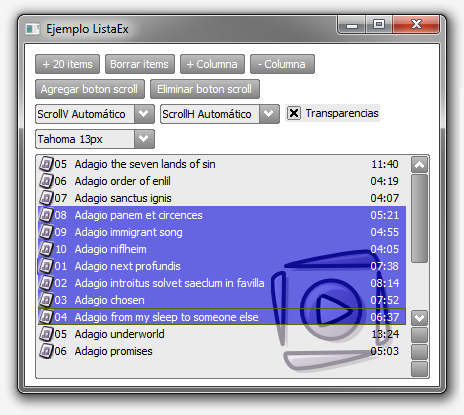 Ejemplo ListaEx
+ 20 items Borrar items + Columna - Columna
Agregar boton scroll Eliminar boton scroll
ScrollV Automático ScrollH Automático Transparencias
Tahoma 13px
05 Adagio the seven lands of sin 11:40
06 Adagio order of enlil 04:19
07 Adagio sanctus ignis 04:07
08 Adagio panem et circences 05:21
09 Adagio immigrant song 04:55
10 Adagio niflheim 04:05
01 Adagio next profundis 07:38
02 Adagio introitus solvet saeclum in favilla 08:14
03 Adagio chosen 07:52
04 Adagio from my sleep to someone else 06:37
05 Adagio underworld 13:24
06 Adagio promises 05:03